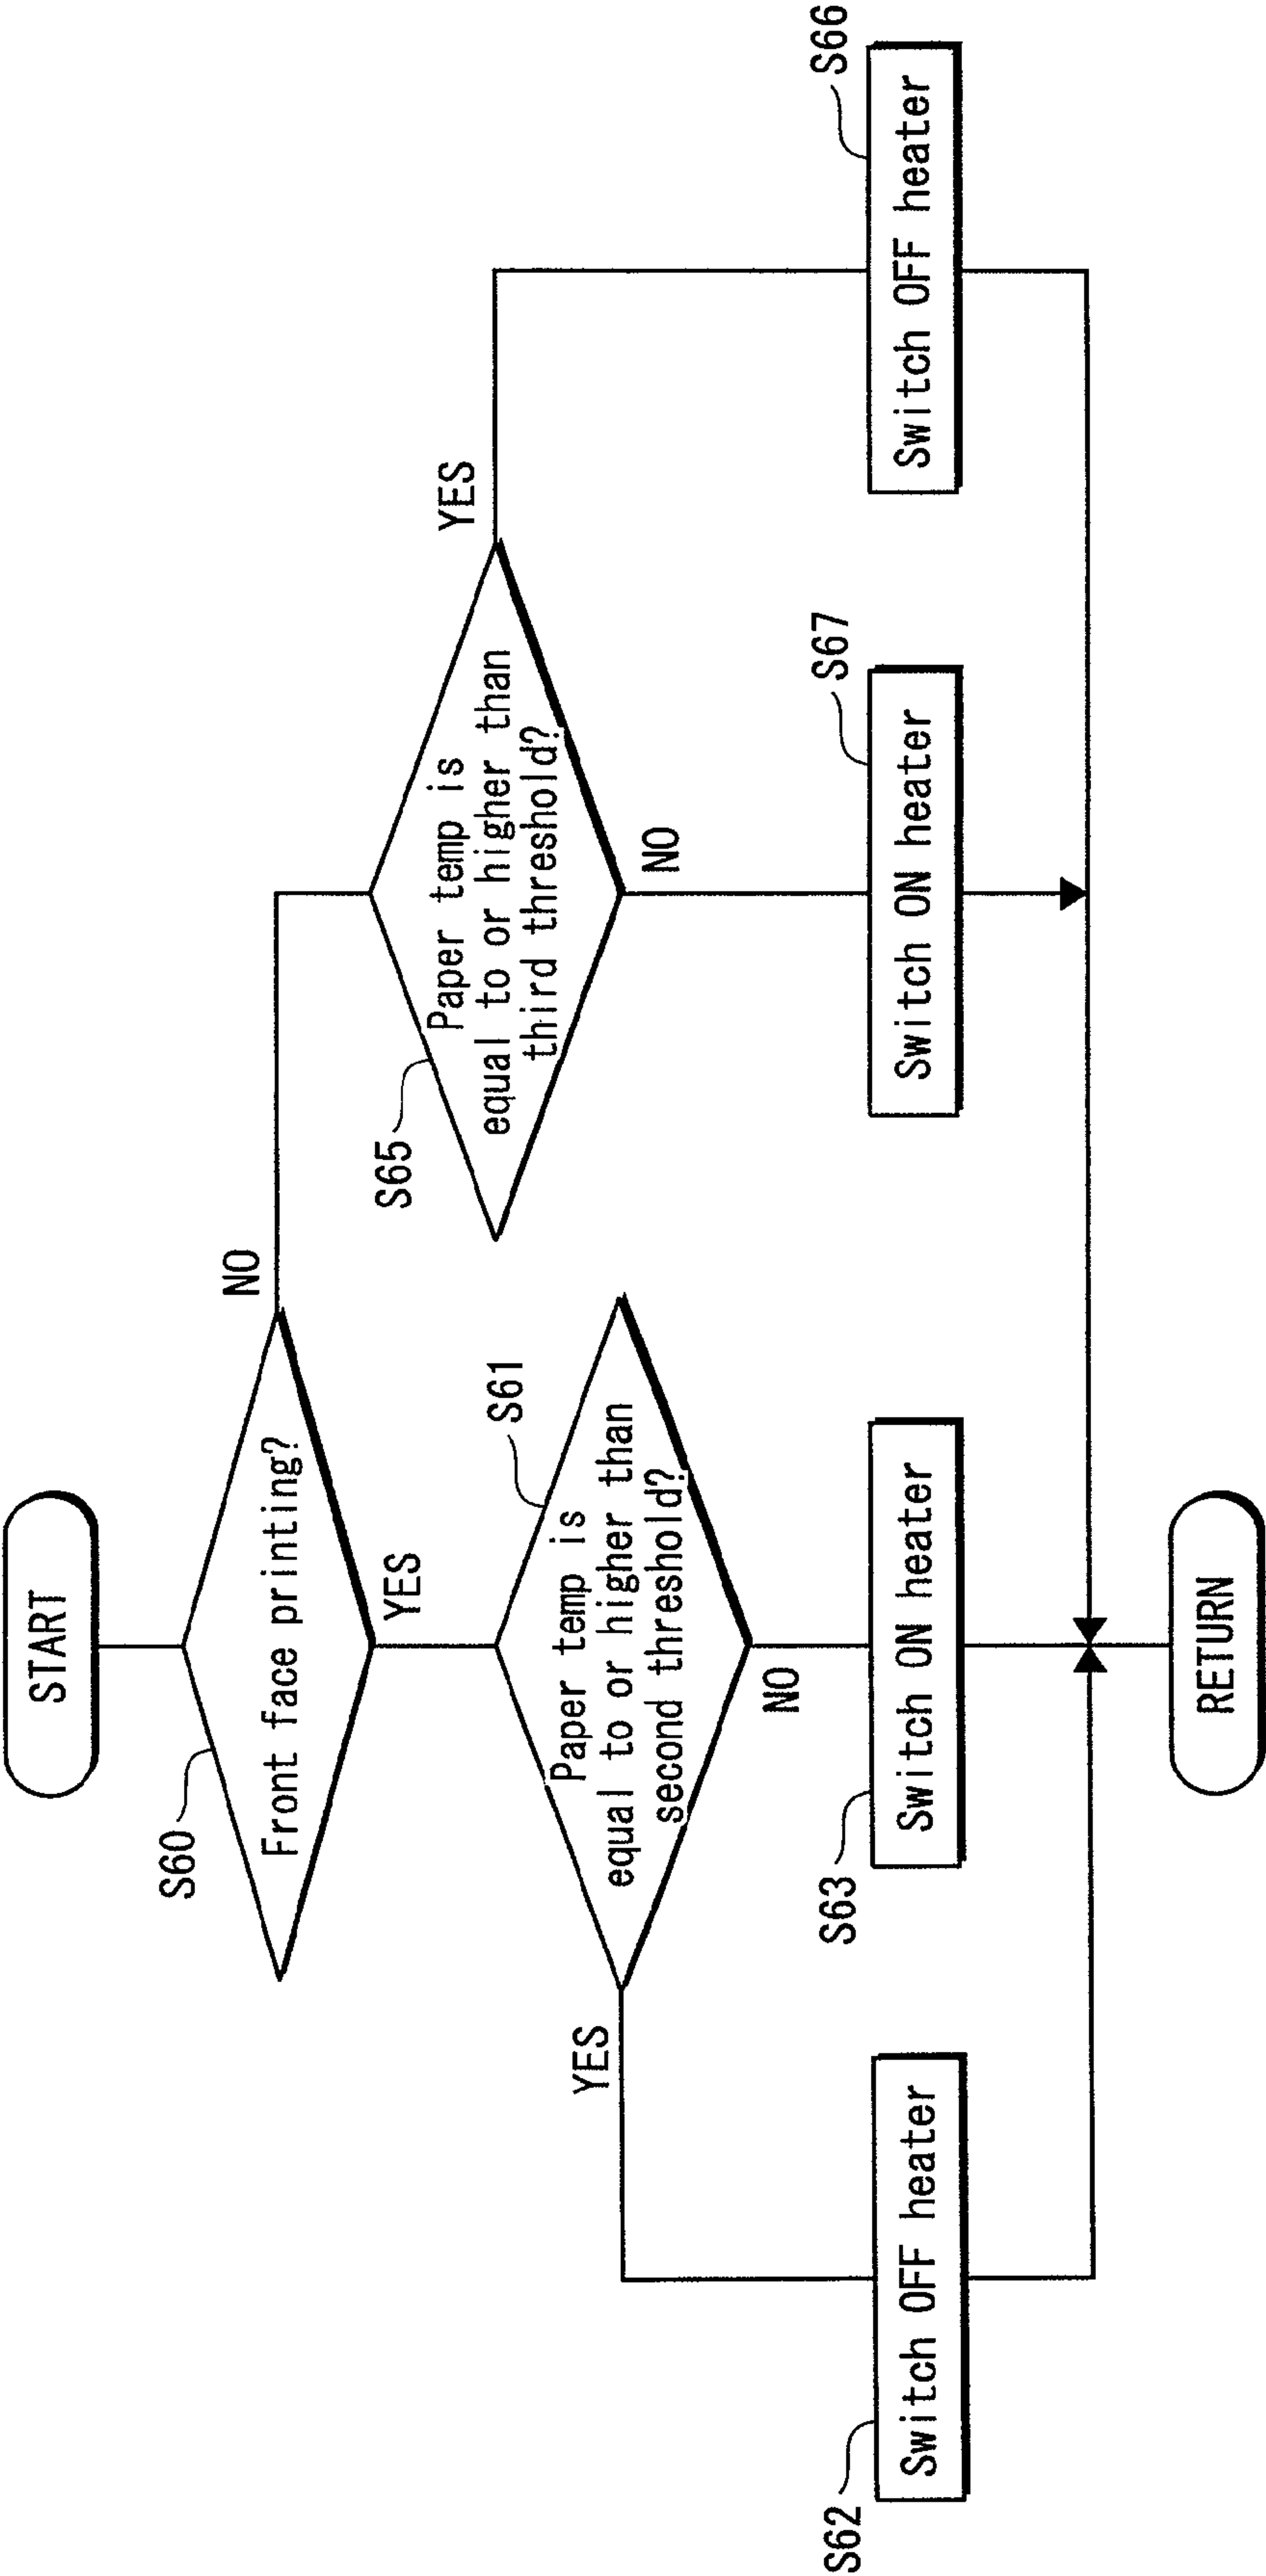 START
S60
Front face printing?
NO
YES
S61
Paper temp is
equal to or higher than
second threshold?
YES
NO
S65
Paper temp is
equal to or higher than
third threshold?
YES
NO
S62
Switch OFF heater
S63
Switch ON heater
S67
Switch ON heater
S66
Switch OFF heater
RETURN